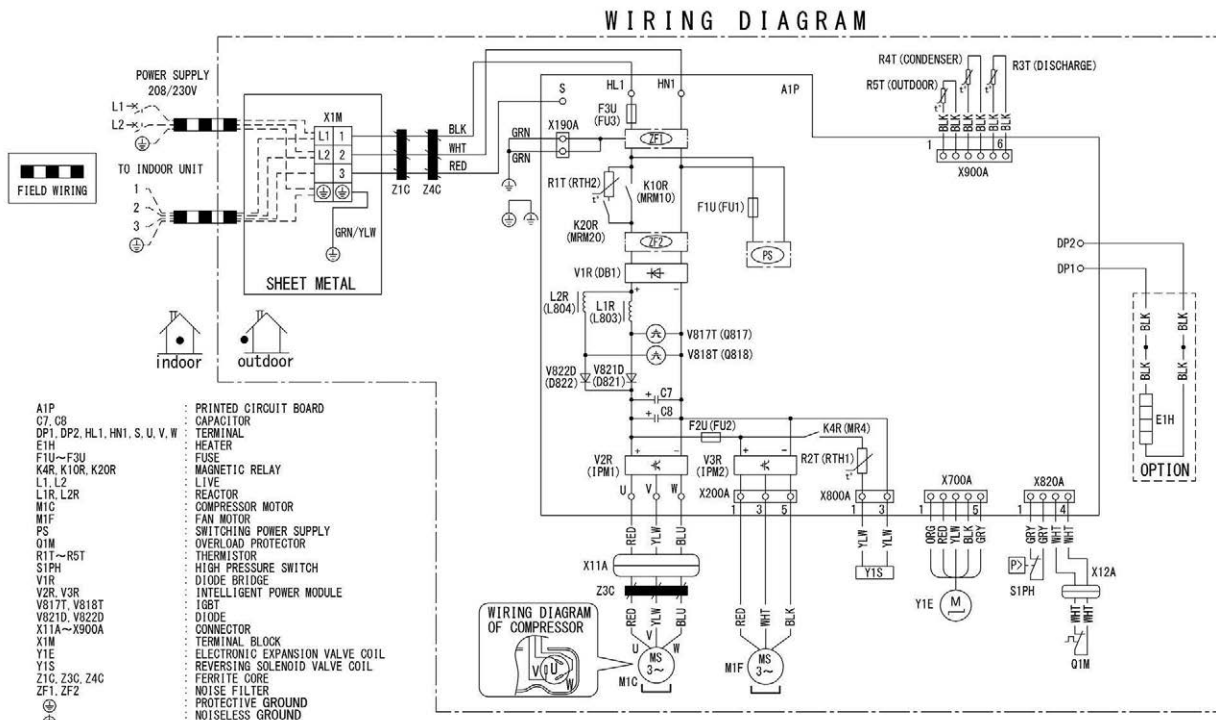 WIRING DIAGRAM
POWER SUPPLY
208/230V
L1
L2
TO INDOOR UNIT
1
2
3
FIELD WIRING
X1M
L1 1
L2 2
3
GRN/YLW
SHEET METAL
Z1C
Z4C
BLK
WHT
RED
indoor
outdoor
S
HL1
HN1
A1P
F3U
(FU3)
X190A
GRN
GRN
ZF1
R1T (RTH2)
t°
K10R
(MRM10)
K20R
(MRM20)
F1U (FU1)
ZF2
PS
V1R (DB1)
+ -
L2R
(L804)
L1R
(L803)
V817T (Q817)
V818T (Q818)
V822D
(D822)
V821D
(D821)
+ C7
+ C8
F2U (FU2)
K4R (MR4)
R2T (RTH1)
t°
V2R
(IPM1)
+ -
V3R
(IPM2)
+ -
U V W
X200A
1 3 5
X800A
1 3
X700A
1 5
X820A
1 4
R4T (CONDENSER)
R5T (OUTDOOR)
R3T (DISCHARGE)
t° t° t°
BLK BLK BLK BLK BLK BLK
1 6
X900A
DP2
DP1
BLK BLK
BLK BLK
E1H
OPTION
RED YLW BLU
X11A
Z3C
RED YLW BLU
U V W
MS
3~
M1C
WIRING DIAGRAM
OF COMPRESSOR
V U W
RED WHT BLK
M1F
MS
3~
YLW YLW
Y1S
ORG RED YLW BLK GRY
Y1E
M
GRY GRY WHT WHT
P>
S1PH
X12A
WHT WHT
Q1M
A1P : PRINTED CIRCUIT BOARD
C7, C8 : CAPACITOR
DP1, DP2, HL1, HN1, S, U, V, W : TERMINAL
E1H : HEATER
F1U~F3U : FUSE
K4R, K10R, K20R : MAGNETIC RELAY
L1, L2 : LIVE
L1R, L2R : REACTOR
M1C : COMPRESSOR MOTOR
M1F : FAN MOTOR
PS : SWITCHING POWER SUPPLY
Q1M : OVERLOAD PROTECTOR
R1T~R5T : THERMISTOR
S1PH : HIGH PRESSURE SWITCH
V1R : DIODE BRIDGE
V2R, V3R : INTELLIGENT POWER MODULE
V817T, V818T : IGBT
V821D, V822D : DIODE
X11A~X900A : CONNECTOR
X1M : TERMINAL BLOCK
Y1E : ELECTRONIC EXPANSION VALVE COIL
Y1S : REVERSING SOLENOID VALVE COIL
Z1C, Z3C, Z4C : FERRITE CORE
ZF1, ZF2 : NOISE FILTER
: PROTECTIVE GROUND
: NOISELESS GROUND